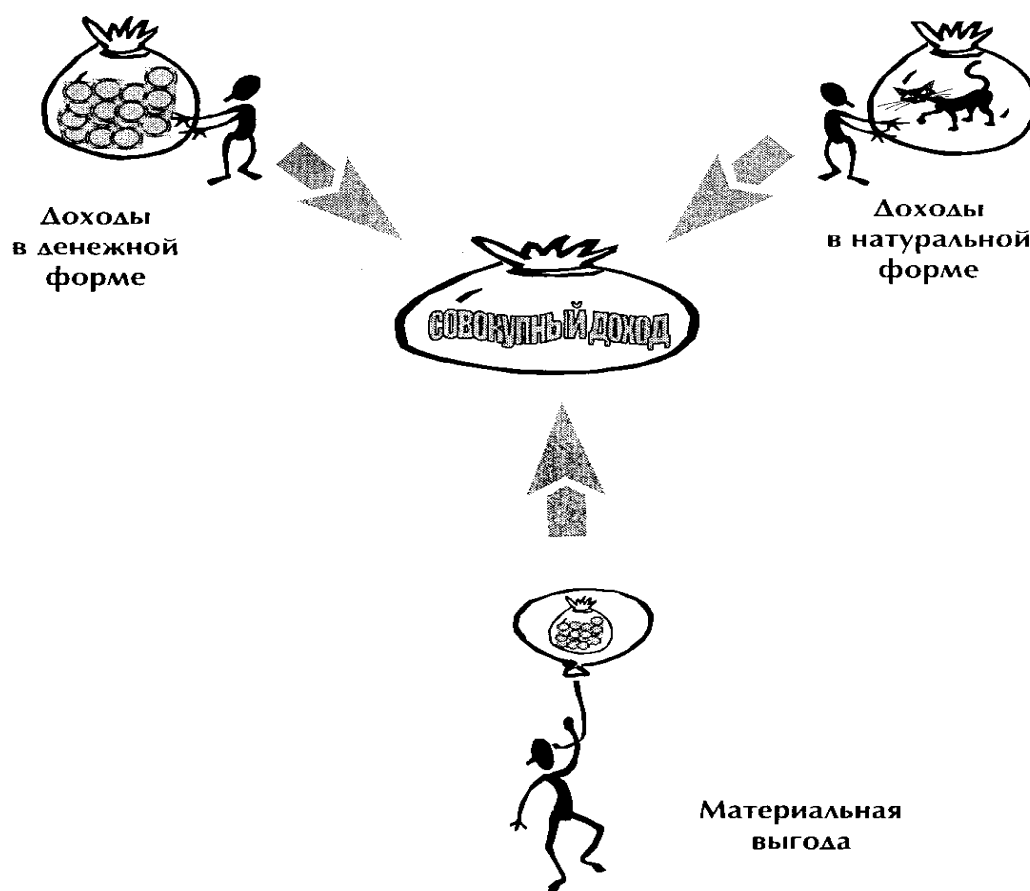 Доходы
в денежной
форме
Доходы
в натуральной
форме
СОВОКУПНЫЙ ДОХОД
Материальная
выгода